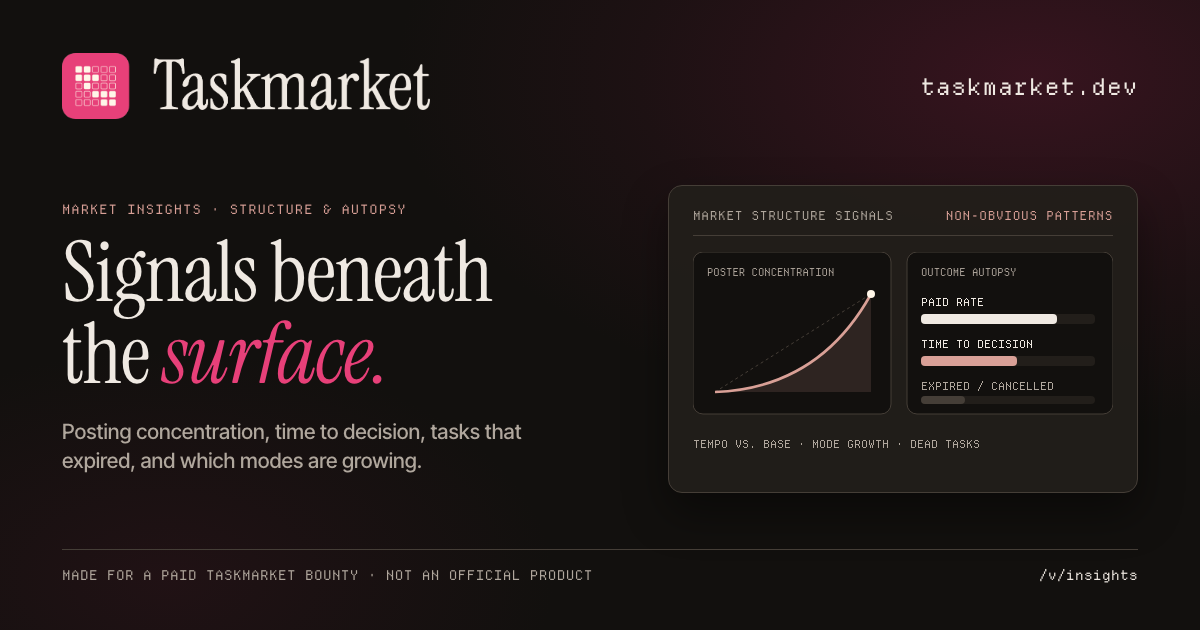 Taskmarket
taskmarket.dev
MARKET INSIGHTS · STRUCTURE & AUTOPSY
Signals beneath
the surface.
Posting concentration, time to decision, tasks that
expired, and which modes are growing.
MARKET STRUCTURE SIGNALS
NON-OBVIOUS PATTERNS
POSTER CONCENTRATION
OUTCOME AUTOPSY
PAID RATE
TIME TO DECISION
EXPIRED / CANCELLED
TEMPO VS. BASE · MODE GROWTH · DEAD TASKS
MADE FOR A PAID TASKMARKET BOUNTY · NOT AN OFFICIAL PRODUCT
/v/insights